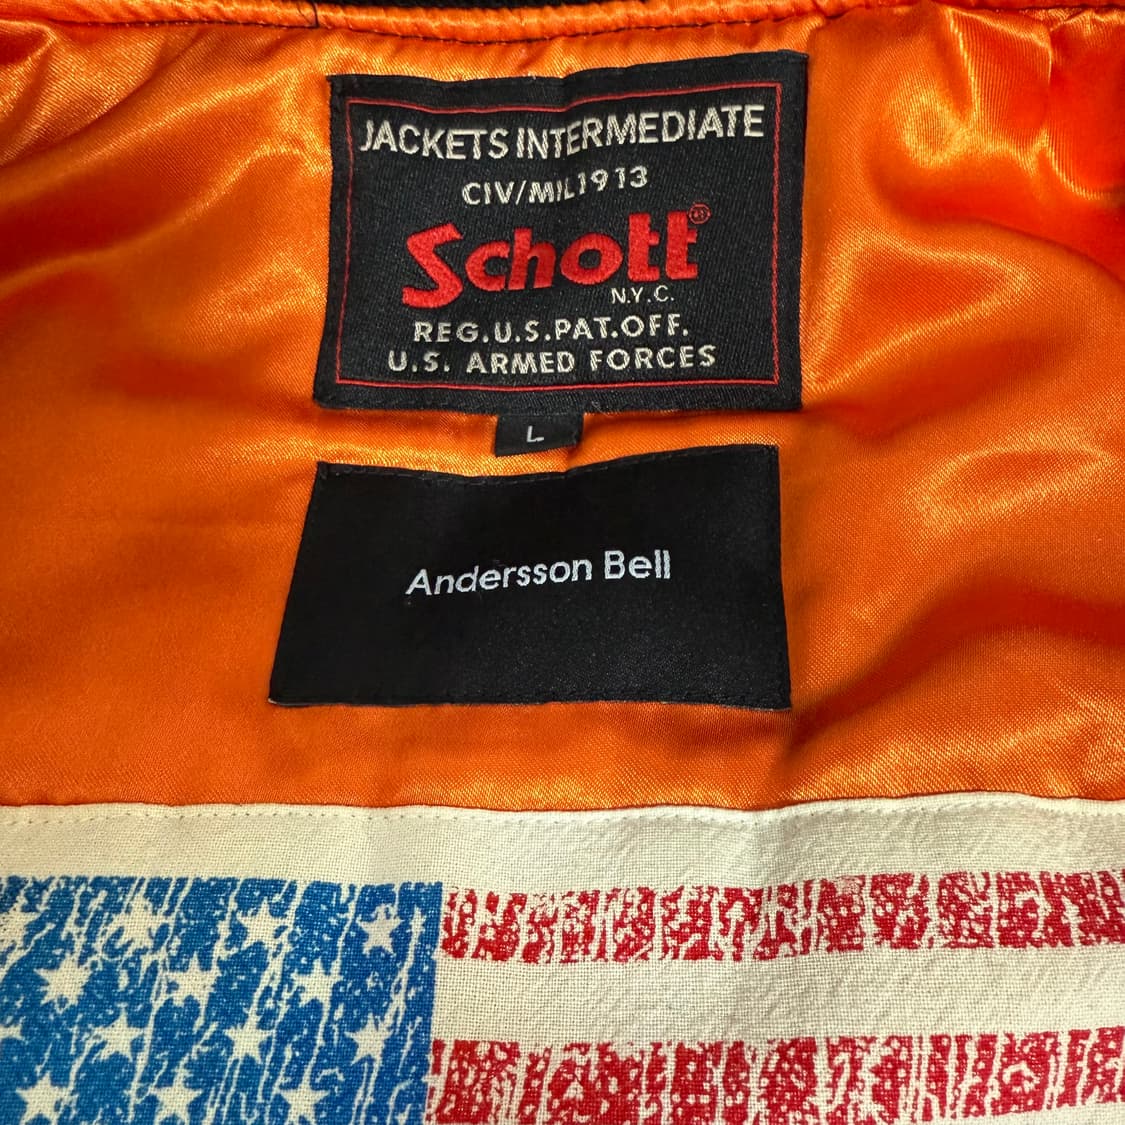 JACKETS INTERMEDIATE
CIV/MIL1913
Schott®
N.Y.C.
REG.U.S.PAT.OFF.
U.S. ARMED FORCES
L
Andersson Bell